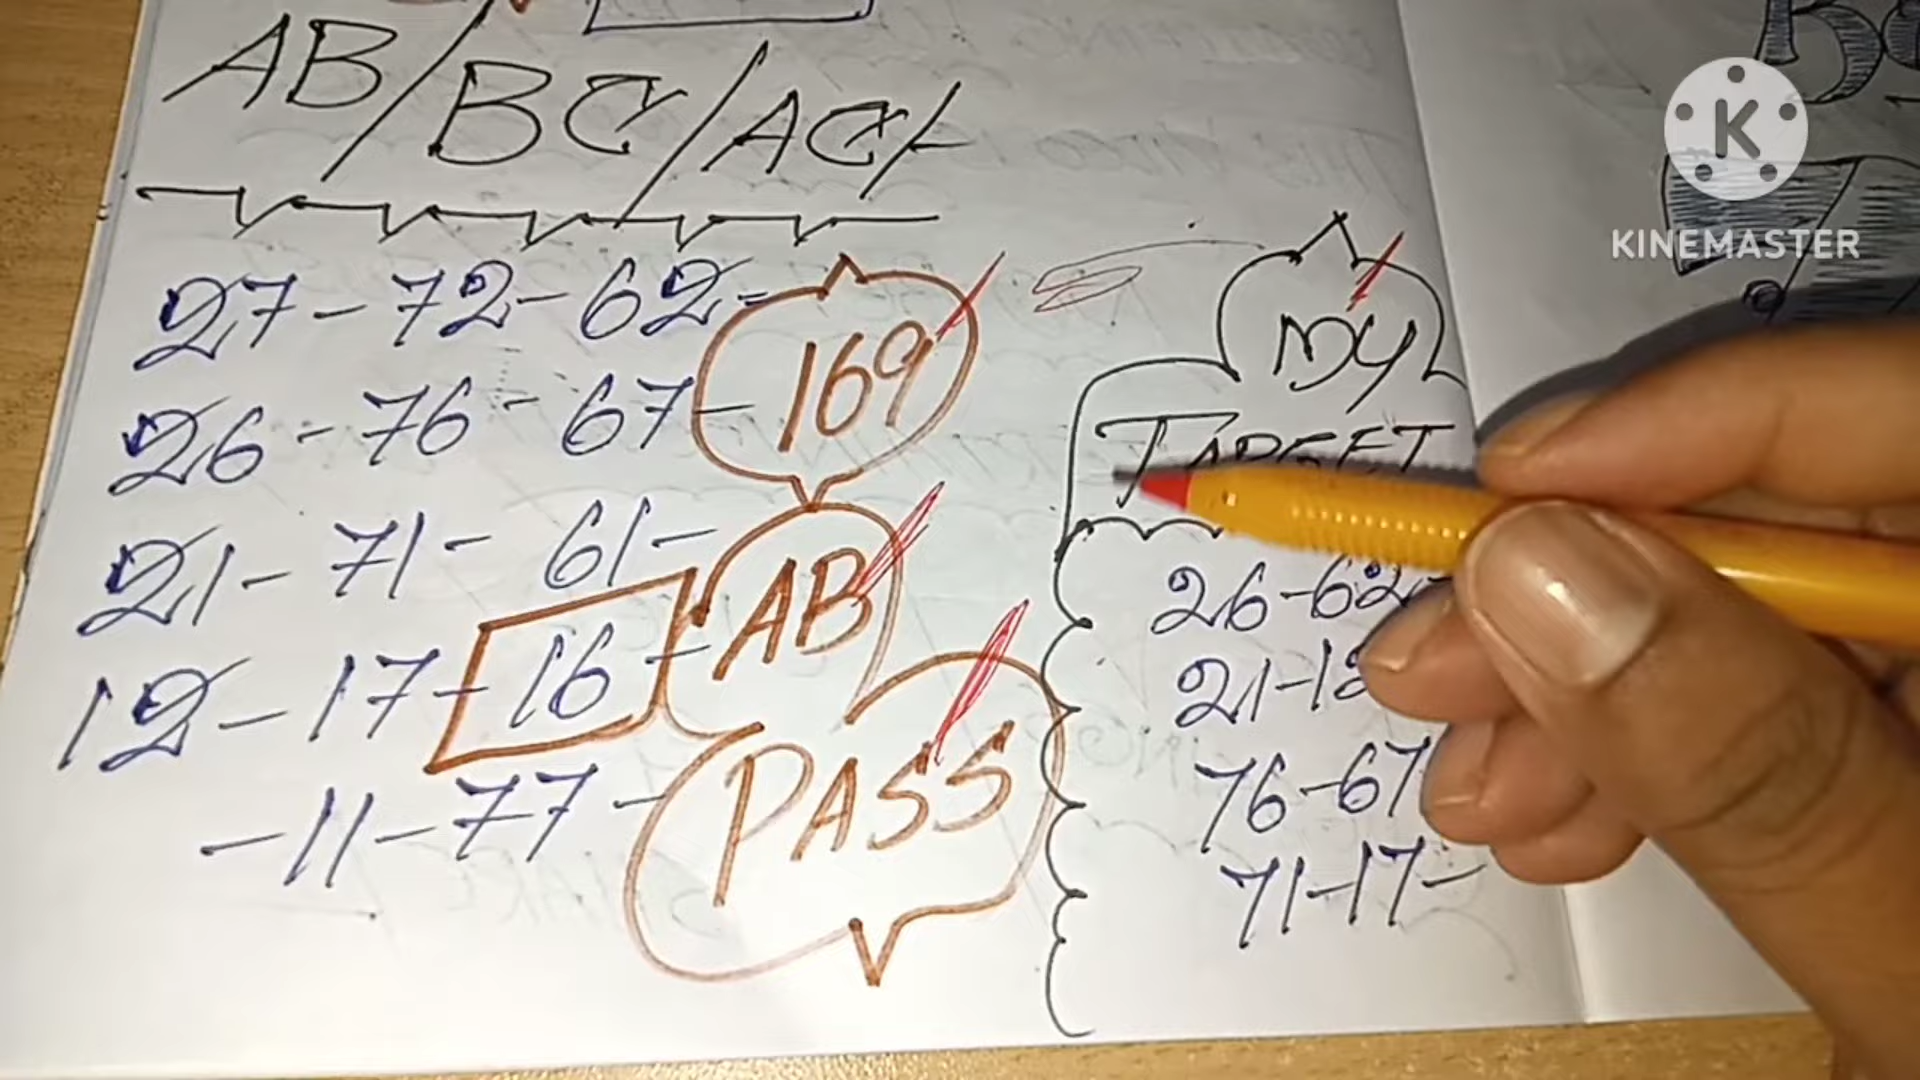 AB/BC/AC/-
27-72-62-
26-76-67-
21-71-61-
12-17-16-
-11-77-
169
AB
PASS
MY
TARGET
26-62-
21-12
76-67
71-17-
KINEMASTER